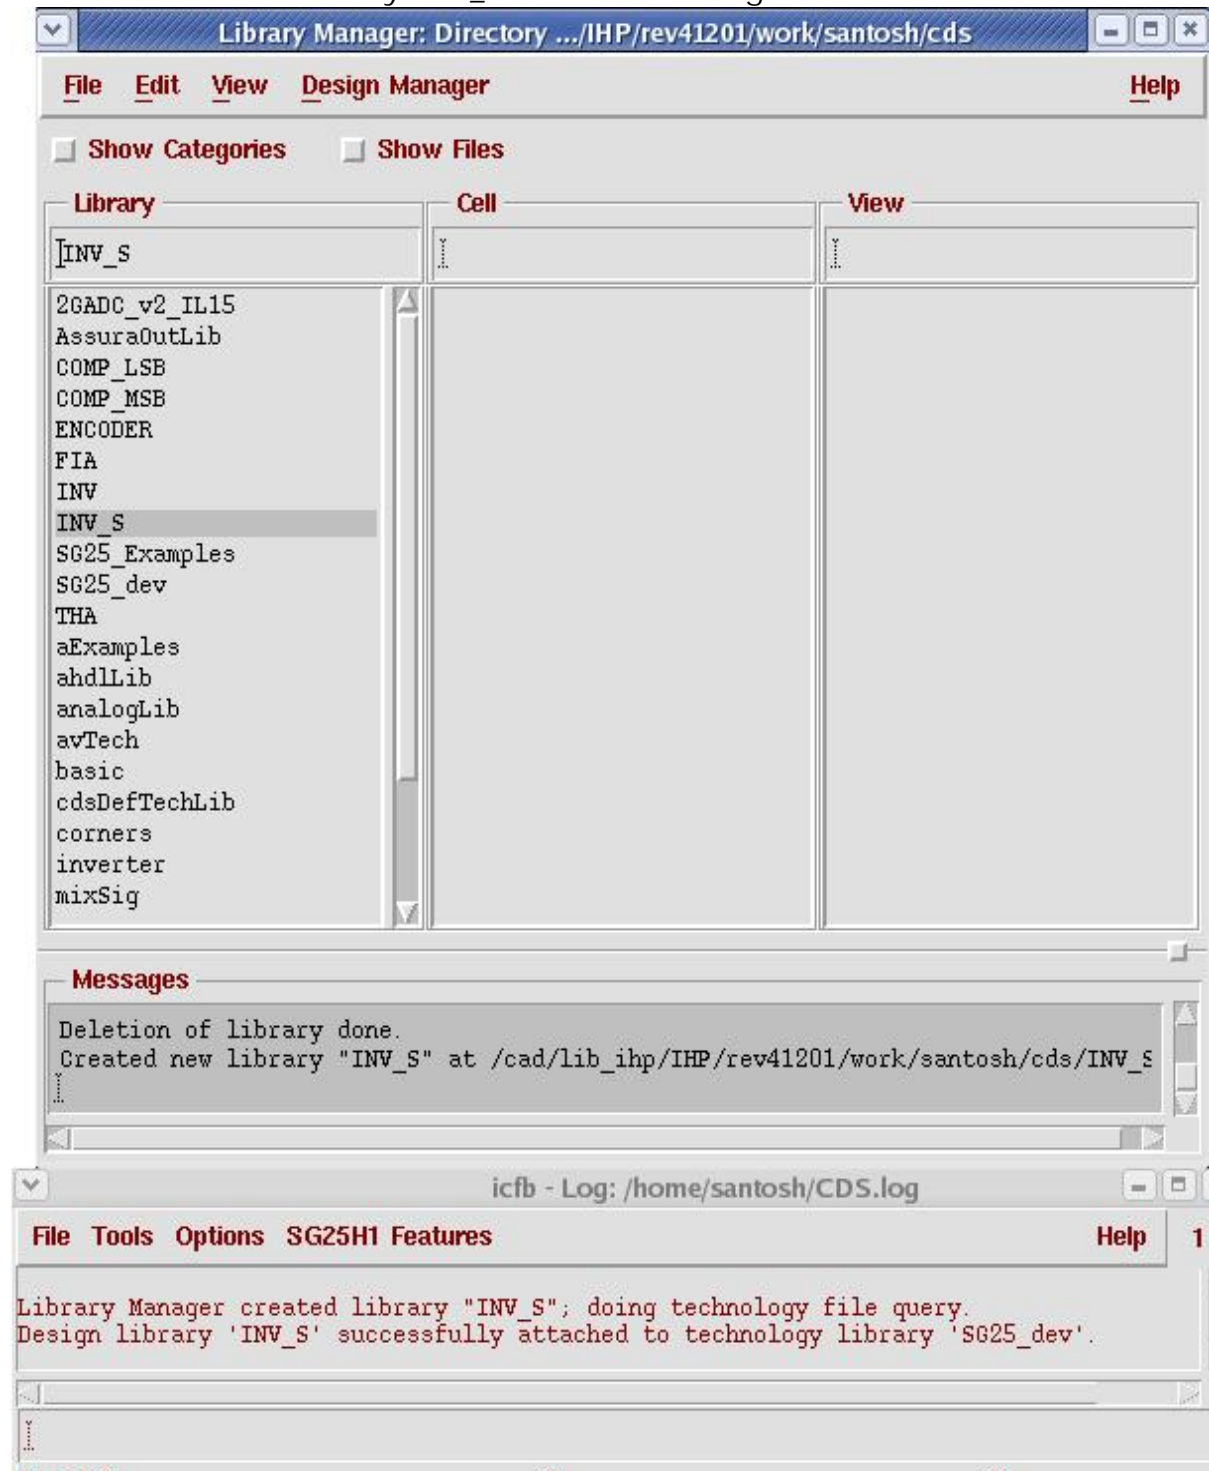 Library Manager: Directory .../IHP/rev41201/work/santosh/cds
File Edit View Design Manager Help
Show Categories Show Files
Library Cell View
INV_S
2GADC_v2_IL15
AssuraOutLib
COMP_LSB
COMP_MSB
ENCODER
FIA
INV
INV_S
SG25_Examples
SG25_dev
THA
aExamples
ahdlLib
analogLib
avTech
basic
cdsDefTechLib
corners
inverter
mixSig
Messages
Deletion of library done.
Created new library "INV_S" at /cad/lib_ihp/IHP/rev41201/work/santosh/cds/INV_S
icfb - Log: /home/santosh/CDS.log
File Tools Options SG25H1 Features Help 1
Library Manager created library "INV_S"; doing technology file query.
Design library 'INV_S' successfully attached to technology library 'SG25_dev'.